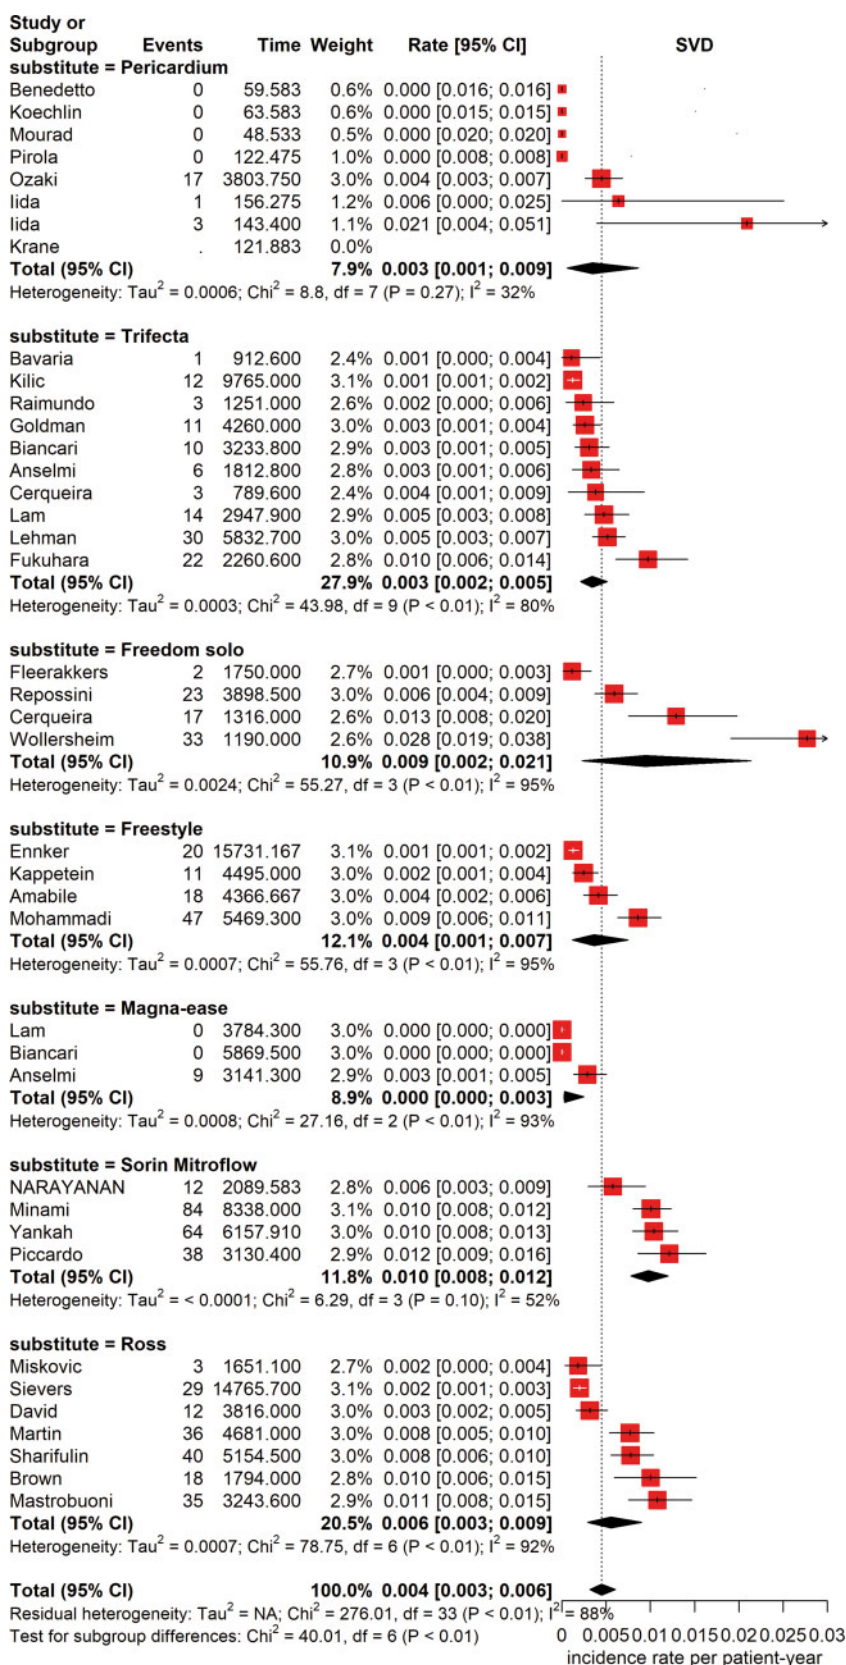 Study or
Subgroup Events Time Weight Rate [95% CI] SVD
substitute = Pericardium
Benedetto 0 59.583 0.6% 0.000 [0.016; 0.016]
Koechlin 0 63.583 0.6% 0.000 [0.015; 0.015]
Mourad 0 48.533 0.5% 0.000 [0.020; 0.020]
Pirola 0 122.475 1.0% 0.000 [0.008; 0.008]
Ozaki 17 3803.750 3.0% 0.004 [0.003; 0.007]
Iida 1 156.275 1.2% 0.006 [0.000; 0.025]
Iida 3 143.400 1.1% 0.021 [0.004; 0.051]
Krane . 121.883 0.0%
Total (95% CI) 7.9% 0.003 [0.001; 0.009]
Heterogeneity: Tau² = 0.0006; Chi² = 8.8, df = 7 (P = 0.27); I² = 32%
substitute = Trifecta
Bavaria 1 912.600 2.4% 0.001 [0.000; 0.004]
Kilic 12 9765.000 3.1% 0.001 [0.001; 0.002]
Raimundo 3 1251.000 2.6% 0.002 [0.000; 0.006]
Goldman 11 4260.000 3.0% 0.003 [0.001; 0.004]
Biancari 10 3233.800 2.9% 0.003 [0.001; 0.005]
Anselmi 6 1812.800 2.8% 0.003 [0.001; 0.006]
Cerqueira 3 789.600 2.4% 0.004 [0.001; 0.009]
Lam 14 2947.900 2.9% 0.005 [0.003; 0.008]
Lehman 30 5832.700 3.0% 0.005 [0.003; 0.007]
Fukuhara 22 2260.600 2.8% 0.010 [0.006; 0.014]
Total (95% CI) 27.9% 0.003 [0.002; 0.005]
Heterogeneity: Tau² = 0.0003; Chi² = 43.98, df = 9 (P < 0.01); I² = 80%
substitute = Freedom solo
Fleerakkers 2 1750.000 2.7% 0.001 [0.000; 0.003]
Repossini 23 3898.500 3.0% 0.006 [0.004; 0.009]
Cerqueira 17 1316.000 2.6% 0.013 [0.008; 0.020]
Wollersheim 33 1190.000 2.6% 0.028 [0.019; 0.038]
Total (95% CI) 10.9% 0.009 [0.002; 0.021]
Heterogeneity: Tau² = 0.0024; Chi² = 55.27, df = 3 (P < 0.01); I² = 95%
substitute = Freestyle
Ennker 20 15731.167 3.1% 0.001 [0.001; 0.002]
Kappetein 11 4495.000 3.0% 0.002 [0.001; 0.004]
Amabile 18 4366.667 3.0% 0.004 [0.002; 0.006]
Mohammadi 47 5469.300 3.0% 0.009 [0.006; 0.011]
Total (95% CI) 12.1% 0.004 [0.001; 0.007]
Heterogeneity: Tau² = 0.0007; Chi² = 55.76, df = 3 (P < 0.01); I² = 95%
substitute = Magna-ease
Lam 0 3784.300 3.0% 0.000 [0.000; 0.000]
Biancari 0 5869.500 3.0% 0.000 [0.000; 0.000]
Anselmi 9 3141.300 2.9% 0.003 [0.001; 0.005]
Total (95% CI) 8.9% 0.000 [0.000; 0.003]
Heterogeneity: Tau² = 0.0008; Chi² = 27.16, df = 2 (P < 0.01); I² = 93%
substitute = Sorin Mitroflow
NARAYANAN 12 2089.583 2.8% 0.006 [0.003; 0.009]
Minami 84 8338.000 3.1% 0.010 [0.008; 0.012]
Yankah 64 6157.910 3.0% 0.010 [0.008; 0.013]
Piccardo 38 3130.400 2.9% 0.012 [0.009; 0.016]
Total (95% CI) 11.8% 0.010 [0.008; 0.012]
Heterogeneity: Tau² = < 0.0001; Chi² = 6.29, df = 3 (P = 0.10); I² = 52%
substitute = Ross
Miskovic 3 1651.100 2.7% 0.002 [0.000; 0.004]
Sievers 29 14765.700 3.1% 0.002 [0.001; 0.003]
David 12 3816.000 3.0% 0.003 [0.002; 0.005]
Martin 36 4681.000 3.0% 0.008 [0.005; 0.010]
Sharifulin 40 5154.500 3.0% 0.008 [0.006; 0.010]
Brown 18 1794.000 2.8% 0.010 [0.006; 0.015]
Mastrobuoni 35 3243.600 2.9% 0.011 [0.008; 0.015]
Total (95% CI) 20.5% 0.006 [0.003; 0.009]
Heterogeneity: Tau² = 0.0007; Chi² = 78.75, df = 6 (P < 0.01); I² = 92%
Total (95% CI) 100.0% 0.004 [0.003; 0.006]
Residual heterogeneity: Tau² = NA; Chi² = 276.01, df = 33 (P < 0.01); I² = 88%
Test for subgroup differences: Chi² = 40.01, df = 6 (P < 0.01) 0 0.005 0.01 0.015 0.02 0.025 0.03
incidence rate per patient-year